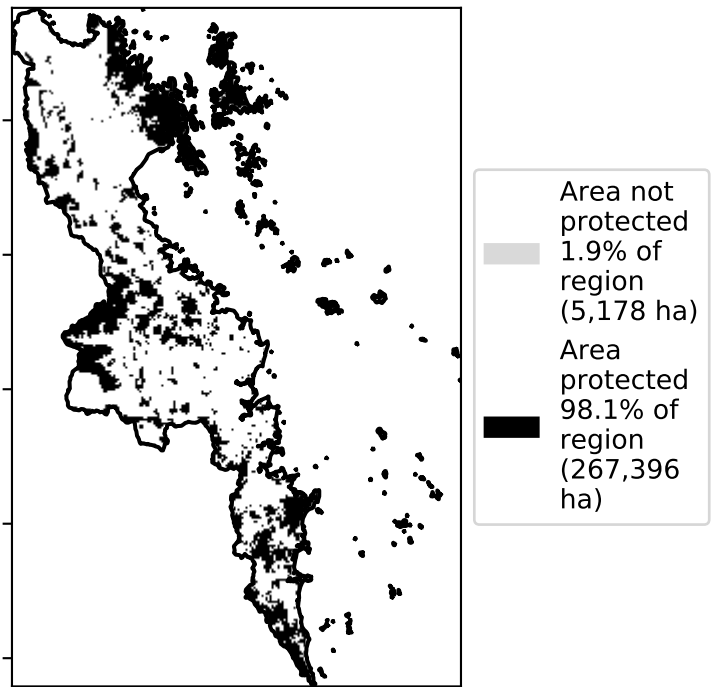 Area not
protected
1.9% of
region
(5,178 ha)
Area
protected
98.1% of
region
(267,396
ha)